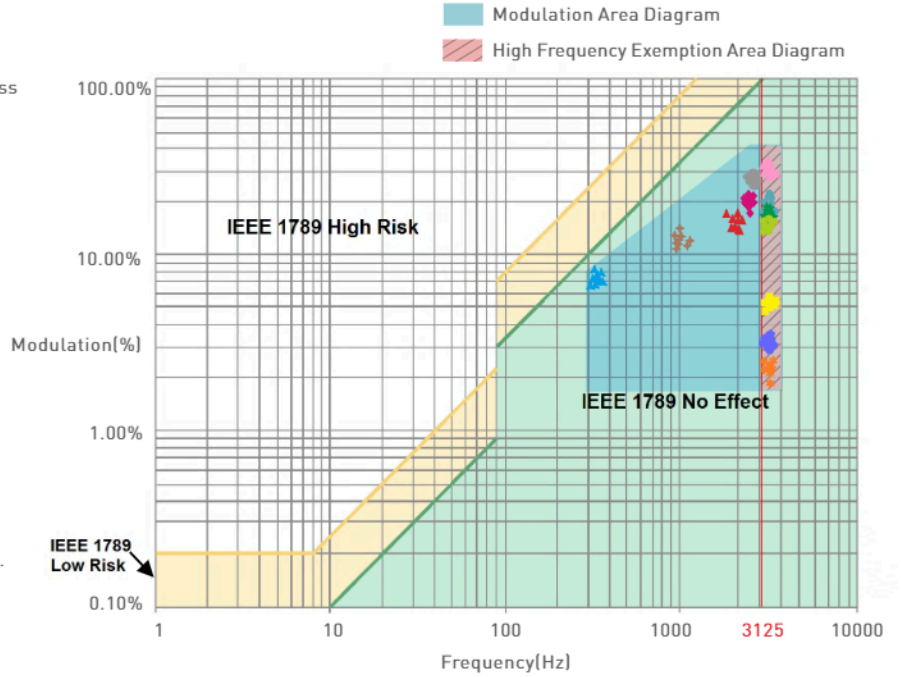 Modulation Area Diagram
High Frequency Exemption Area Diagram
ss
100.00%
IEEE 1789 High Risk
10.00%
Modulation(%)
IEEE 1789 No Effect
1.00%
IEEE 1789
Low Risk
.
0.10%
1 10 100 1000 3125 10000
Frequency(Hz)